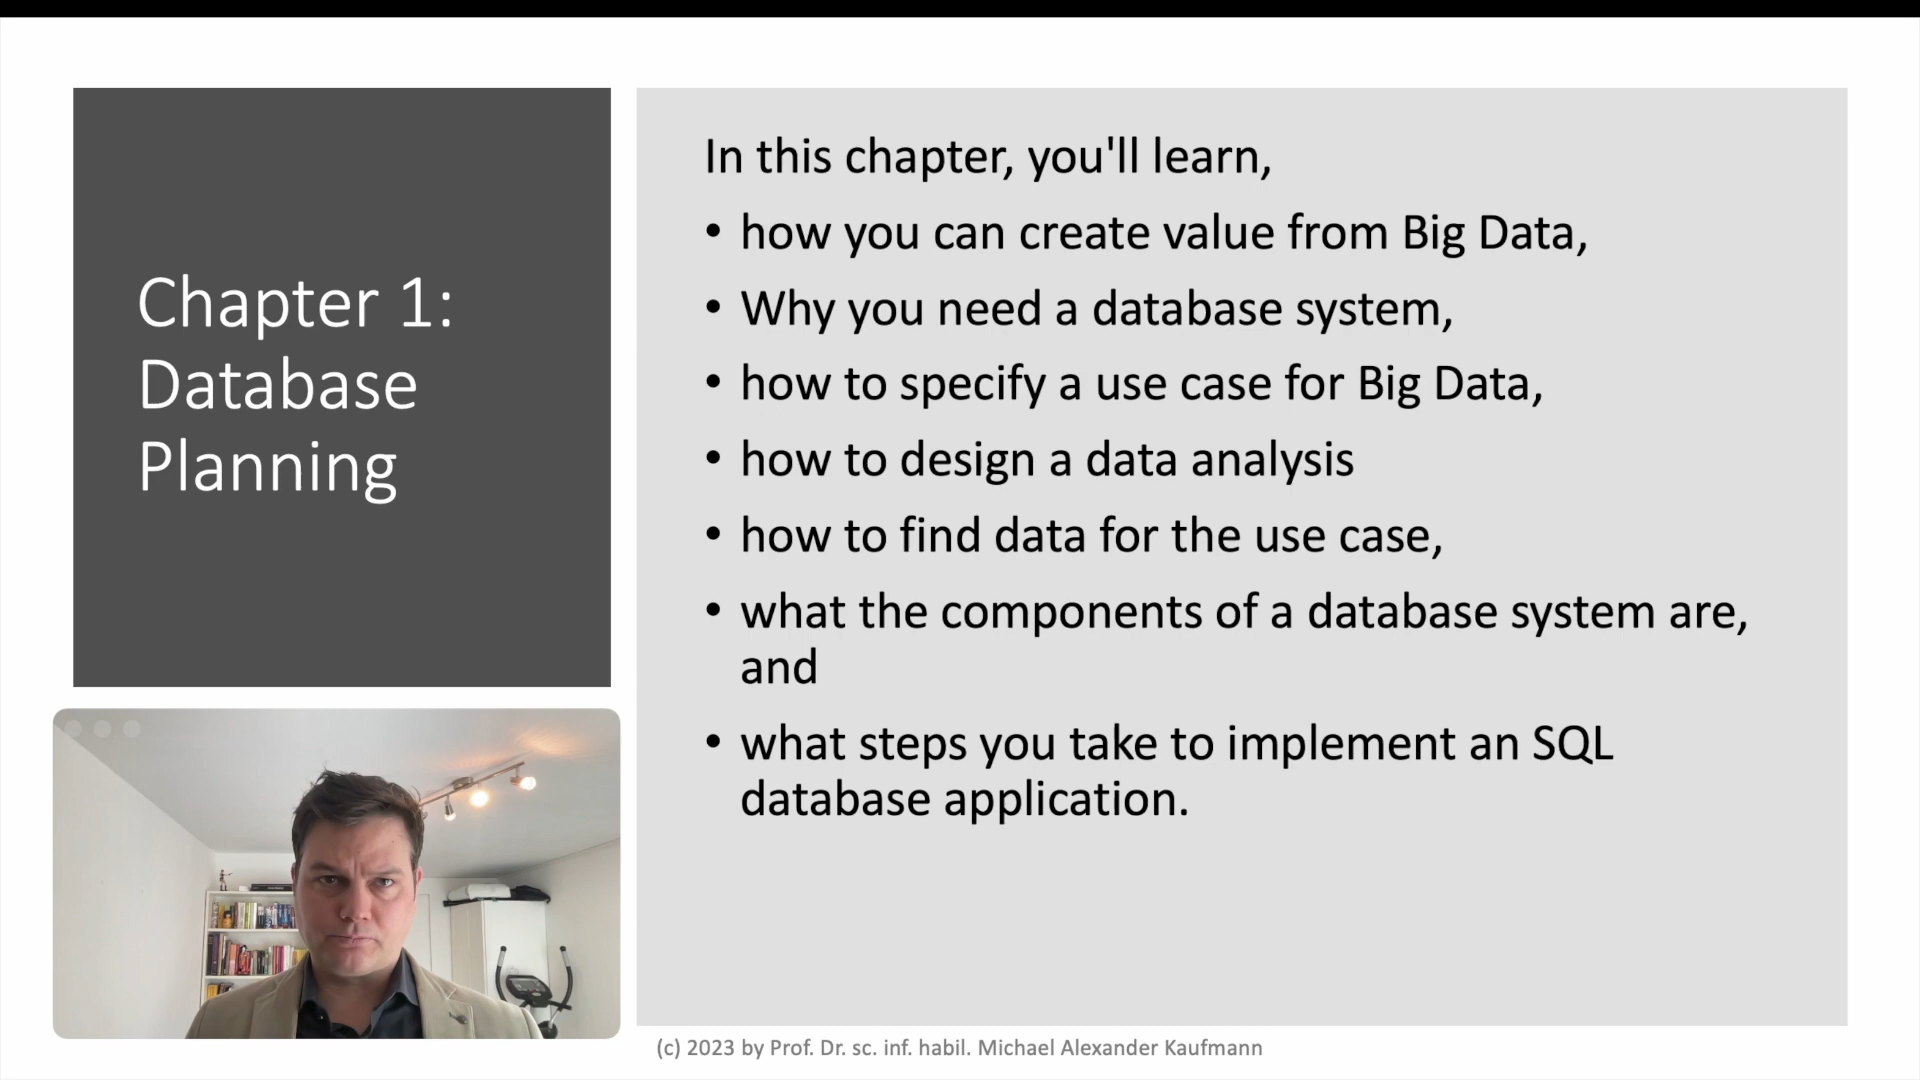 Chapter 1:
Database
Planning
In this chapter, you'll learn,
• how you can create value from Big Data,
• Why you need a database system,
• how to specify a use case for Big Data,
• how to design a data analysis
• how to find data for the use case,
• what the components of a database system are,
and
• what steps you take to implement an SQL
database application.
(c) 2023 by Prof. Dr. sc. inf. habil. Michael Alexander Kaufmann